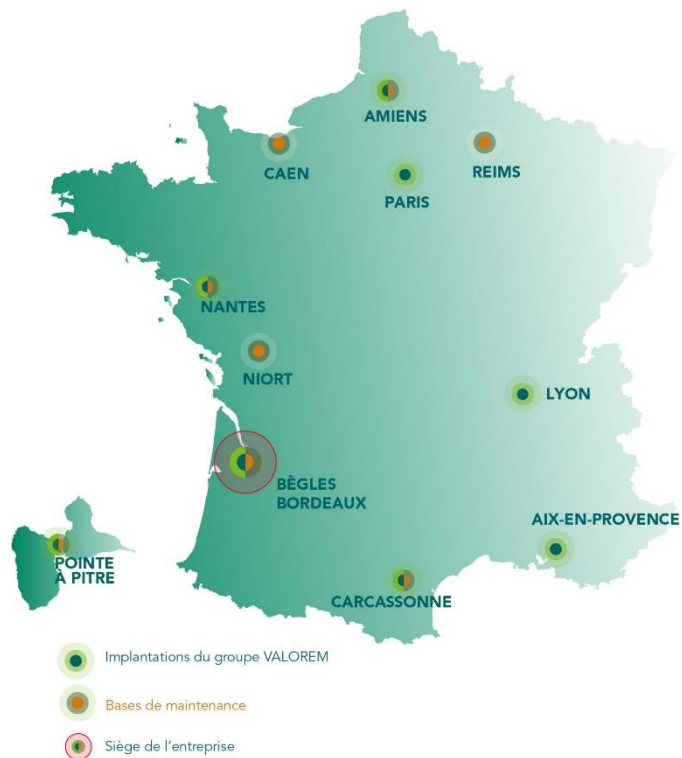 AMIENS
CAEN
REIMS
PARIS
NANTES
NIORT
LYON
BÈGLES
BORDEAUX
AIX-EN-PROVENCE
POINTE
À PITRE
CARCASSONNE
Implantations du groupe VALOREM
Bases de maintenance
Siège de l'entreprise